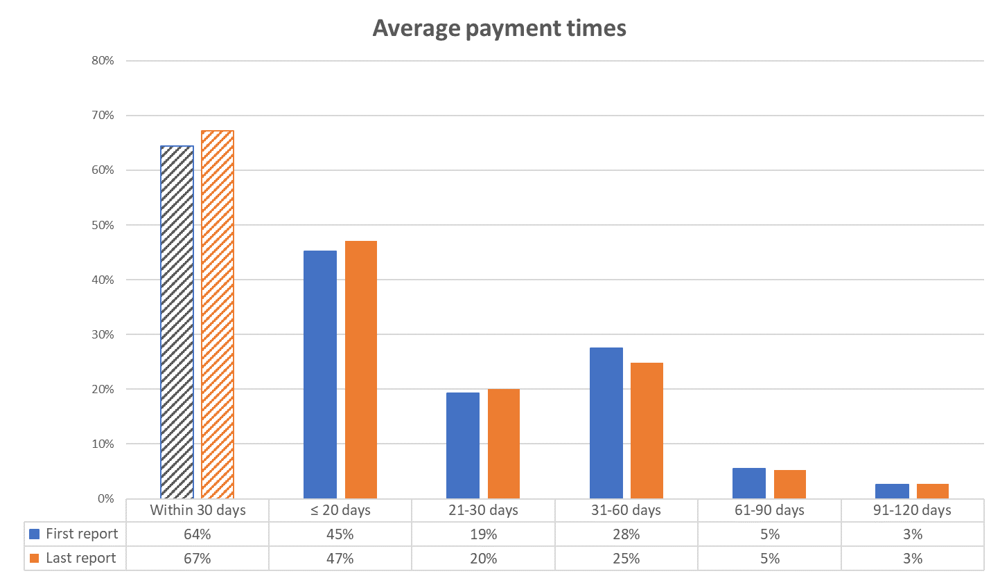 Average payment times
80%
70%
60%
50%
40%
30%
20%
10%
0%
Within 30 days ≤ 20 days 21-30 days 31-60 days 61-90 days 91-120 days
First report 64% 45% 19% 28% 5% 3%
Last report 67% 47% 20% 25% 5% 3%